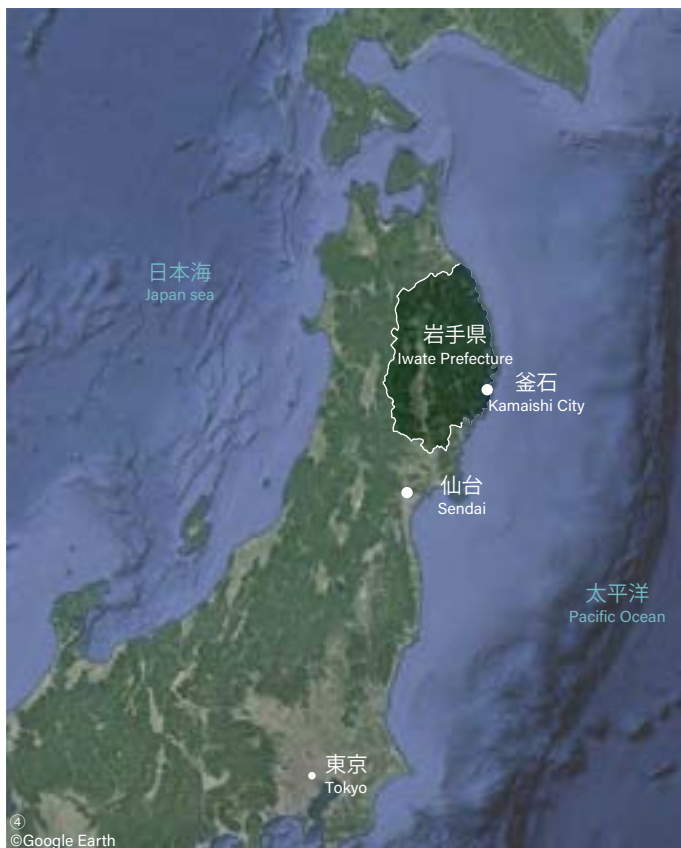 日本海
Japan sea
岩手県
Iwate Prefecture
釜石
Kamaishi City
仙台
Sendai
太平洋
Pacific Ocean
東京
Tokyo
④
©Google Earth